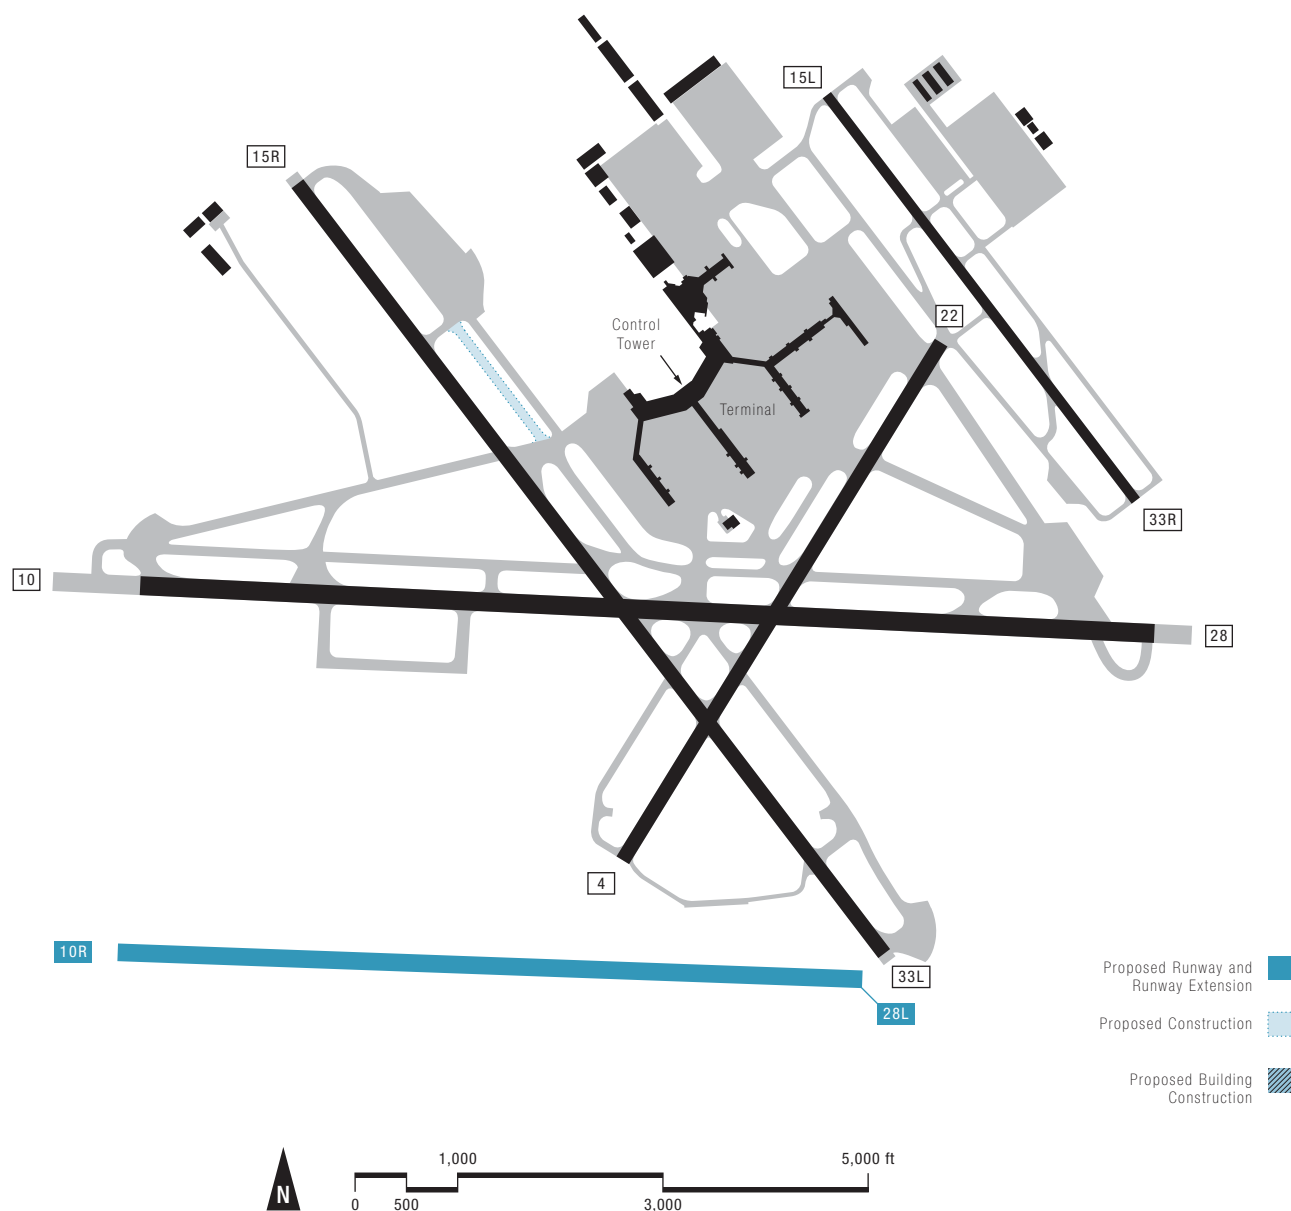 15L
15R
22
Control
Tower
Terminal
33R
10
28
4
10R
33L
28L
Proposed Runway and
Runway Extension
Proposed Construction
Proposed Building
Construction
N
1,000
5,000 ft
0
500
3,000